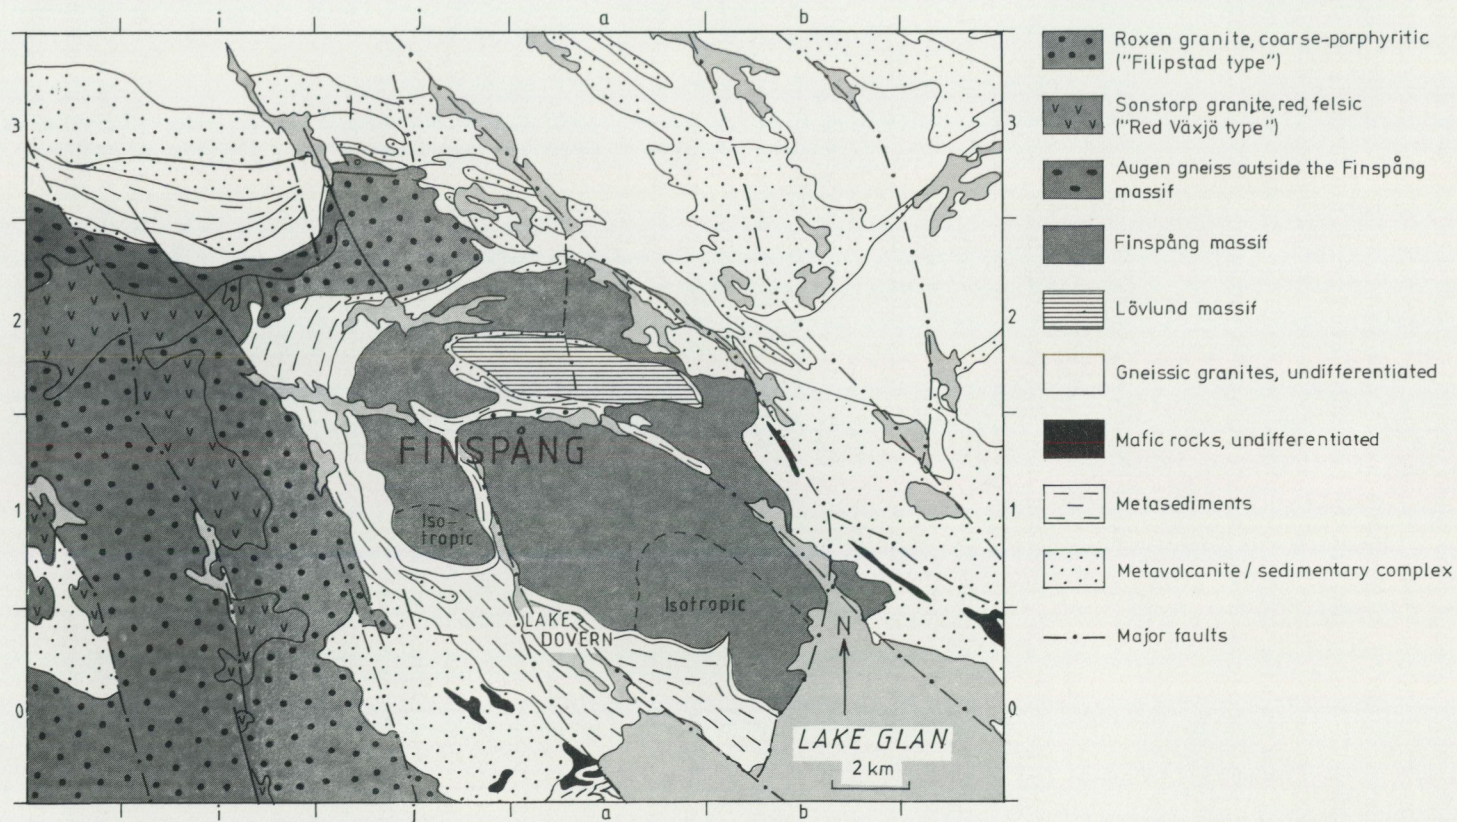 i j a b
3 3
2 2
1 1
0 0
i j a b
FINSPÅNG
Iso-
tropic
Isotropic
LAKE
DOVERN
N
LAKE GLAN
2 km
Roxen granite, coarse-porphyritic
("Filipstad type")
Sonstorp granite, red, felsic
("Red Växjö type")
Augen gneiss outside the Finspång
massif
Finspång massif
Lövlund massif
Gneissic granites, undifferentiated
Mafic rocks, undifferentiated
Metasediments
Metavolcanite / sedimentary complex
Major faults